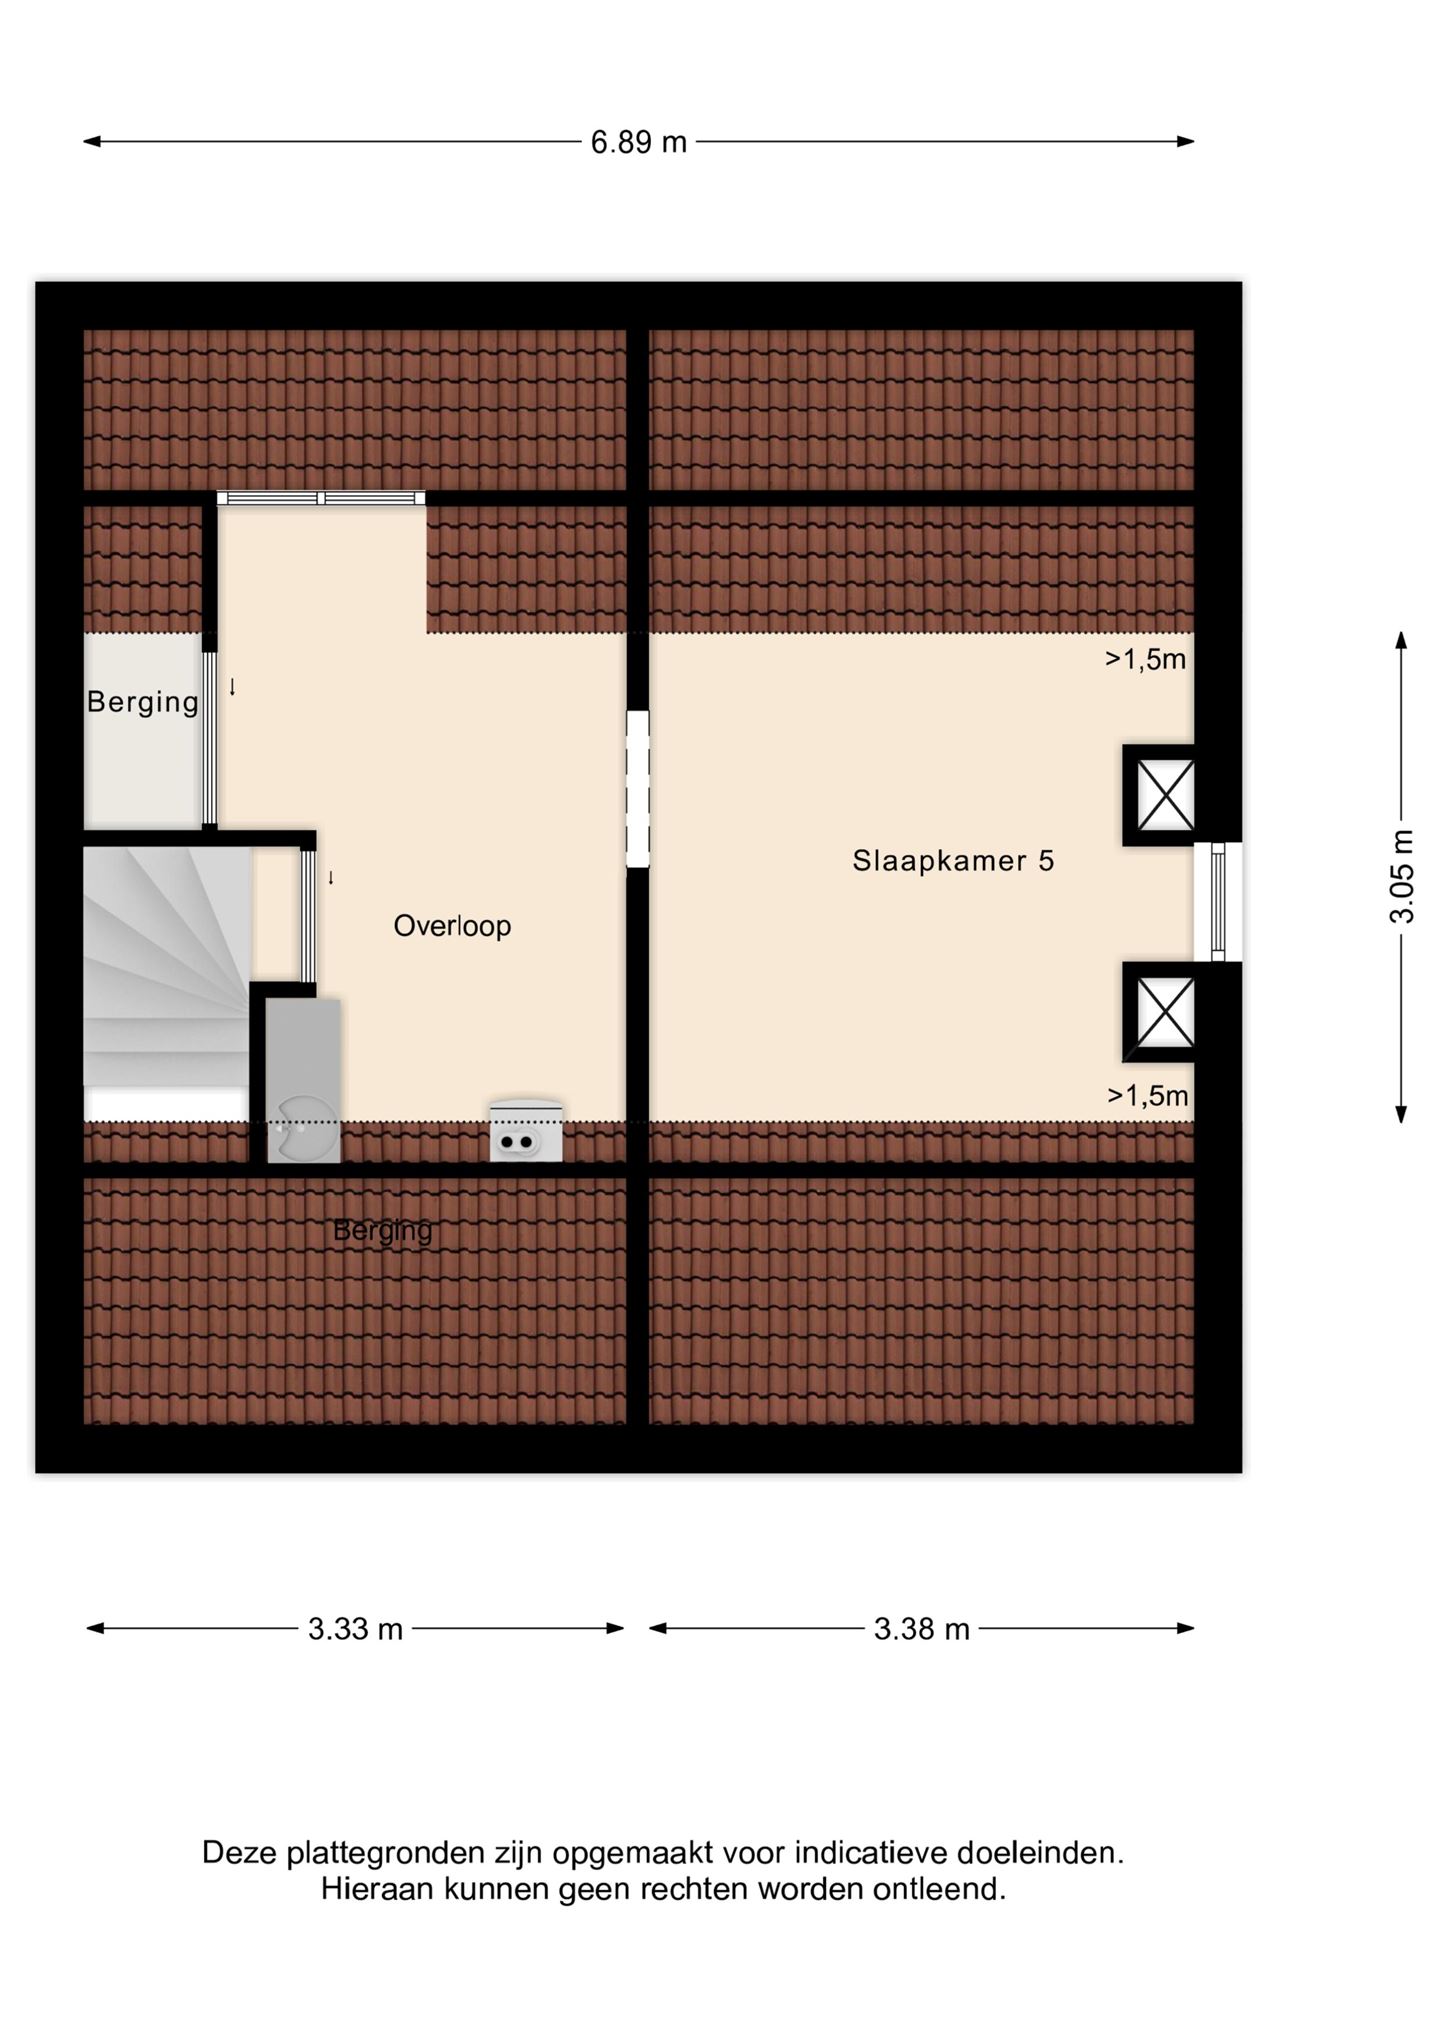 6.89 m
>1,5m
Berging
3.05 m
Slaapkamer 5
Overloop
>1,5m
Berging
3.33 m
3.38 m
Deze plattegronden zijn opgemaakt voor indicatieve doeleinden.
Hieraan kunnen geen rechten worden ontleend.